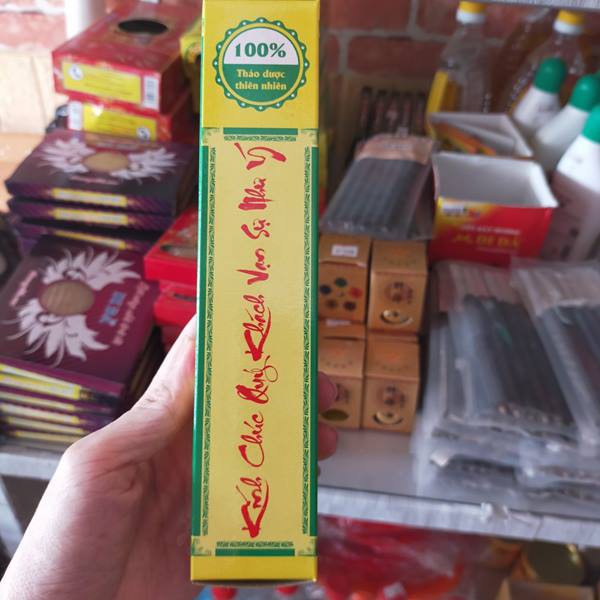 100%
Thảo dược
thiên nhiên
Kính Chúc Quý Khách Vạn Sự Như Ý